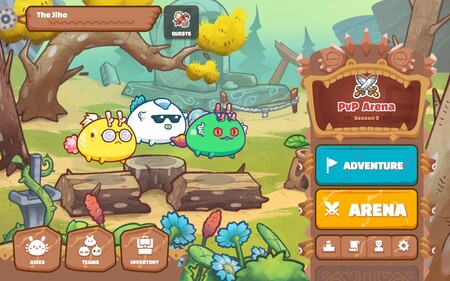 The Jiho
QUESTS
PvP Arena
Season 9
ADVENTURE
ARENA
AXIES
TEAMS
INVENTORY